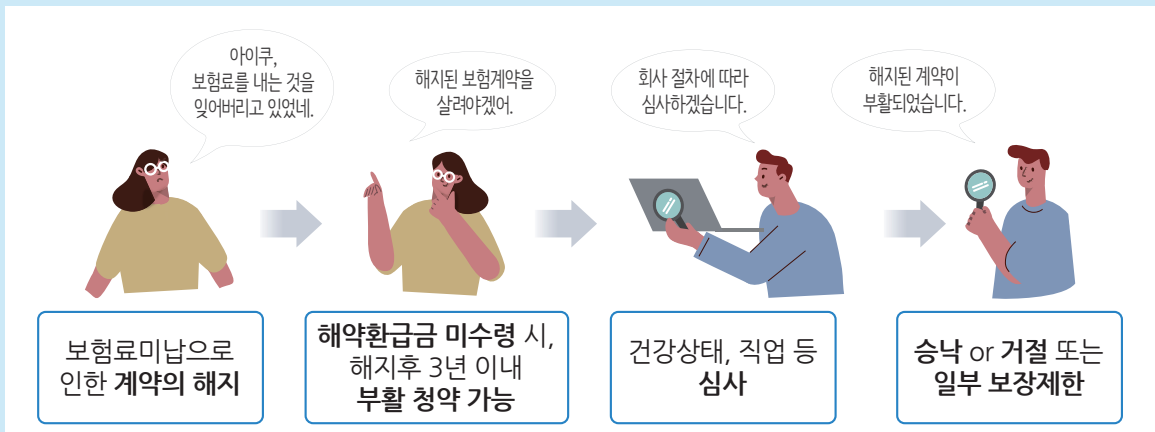 아이쿠,
보험료를 내는 것을
잊어버리고 있었네.
해지된 보험계약을
살려야겠어.
회사 절차에 따라
심사하겠습니다.
해지된 계약이
부활되었습니다.
보험료미납으로
인한 계약의 해지
해약환급금 미수령 시,
해지후 3년 이내
부활 청약 가능
건강상태, 직업 등
심사
승낙 or 거절 또는
일부 보장제한